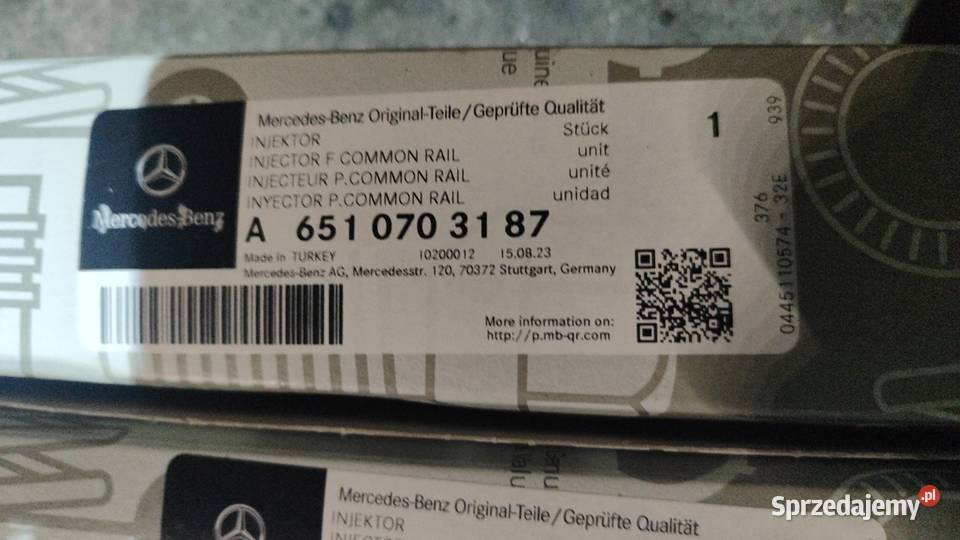 uine
ue
Mercedes-Benz Original-Teile/Geprüfte Qualität
INJEKTOR Stück 1
INJECTOR F COMMON RAIL unit
INJECTEUR P.COMMON RAIL unité
INYECTOR P.COMMON RAIL unidad
Mercedes-Benz
A 651 070 31 87
Made in TURKEY 10200012 15.08.23
Mercedes-Benz AG, Mercedesstr. 120, 70372 Stuttgart, Germany
More information on:
http://p.mb-qr.com
939
376
0445110574 - 32E
Mercedes-Benz Original-Teile/Geprüfte Qualität
INJEKTOR
Sprzedajemy.pl